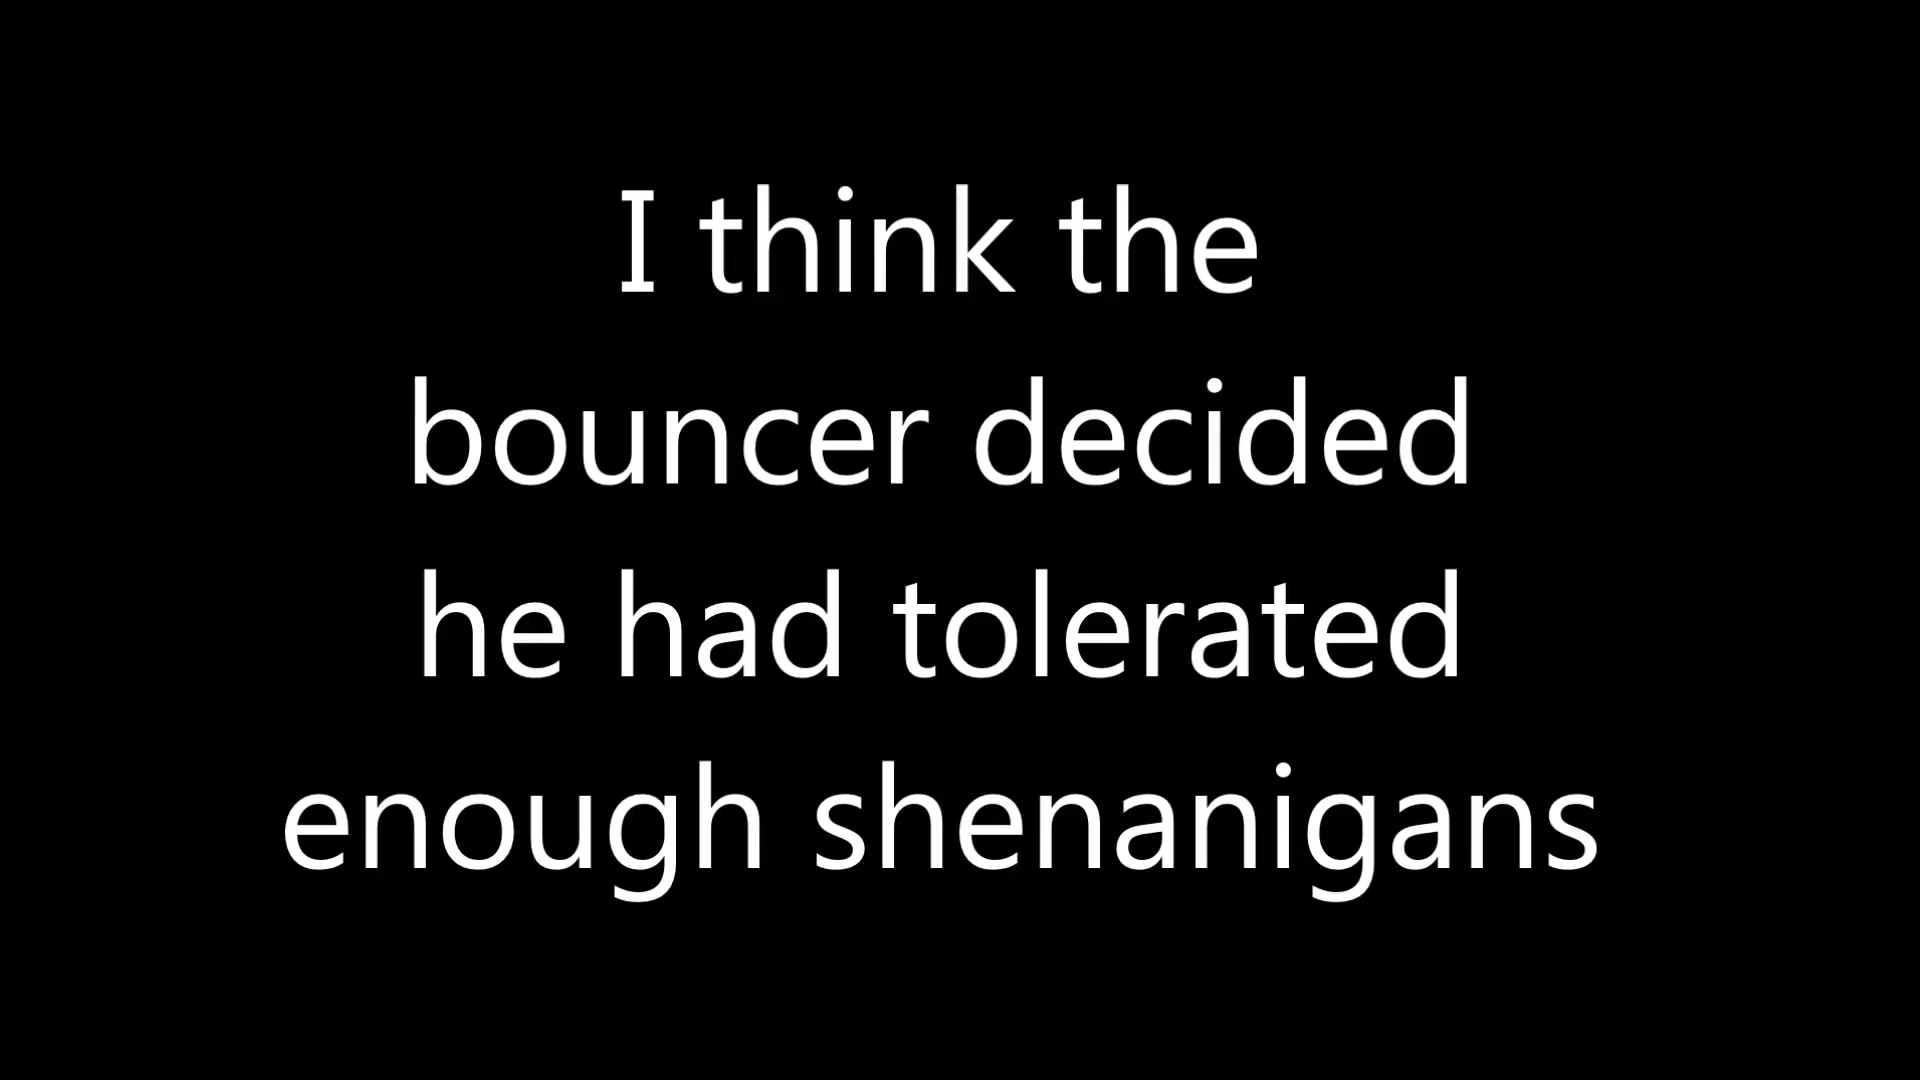 I think the
bouncer decided
he had tolerated
enough shenanigans